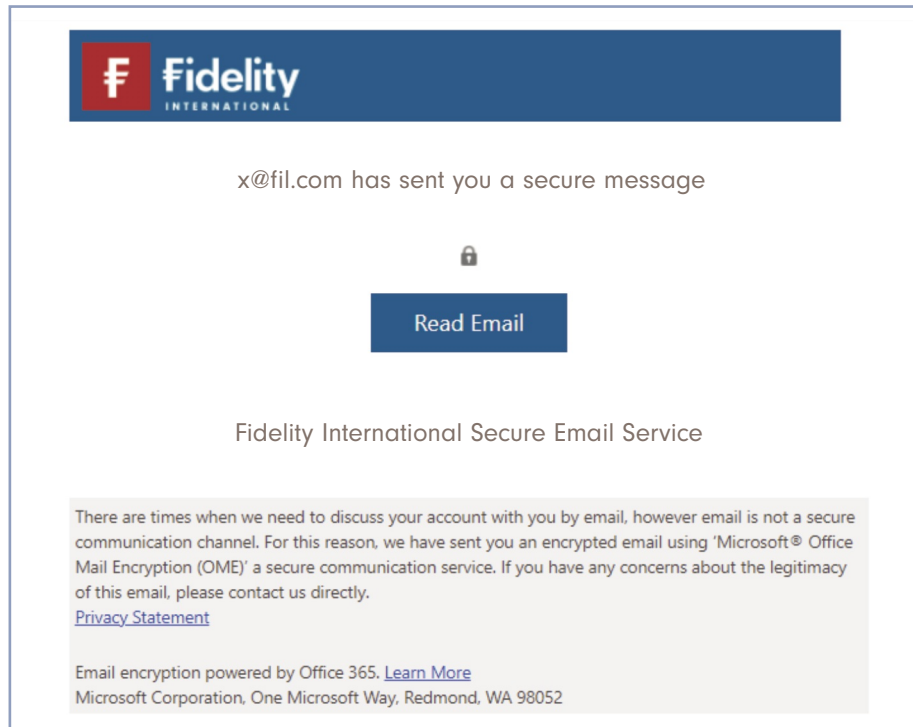 Fidelity
INTERNATIONAL
x@fil.com has sent you a secure message
Read Email
Fidelity International Secure Email Service
There are times when we need to discuss your account with you by email, however email is not a secure
communication channel. For this reason, we have sent you an encrypted email using ‘Microsoft® Office
Mail Encryption (OME)’ a secure communication service. If you have any concerns about the legitimacy
of this email, please contact us directly.
Privacy Statement
Email encryption powered by Office 365. Learn More
Microsoft Corporation, One Microsoft Way, Redmond, WA 98052